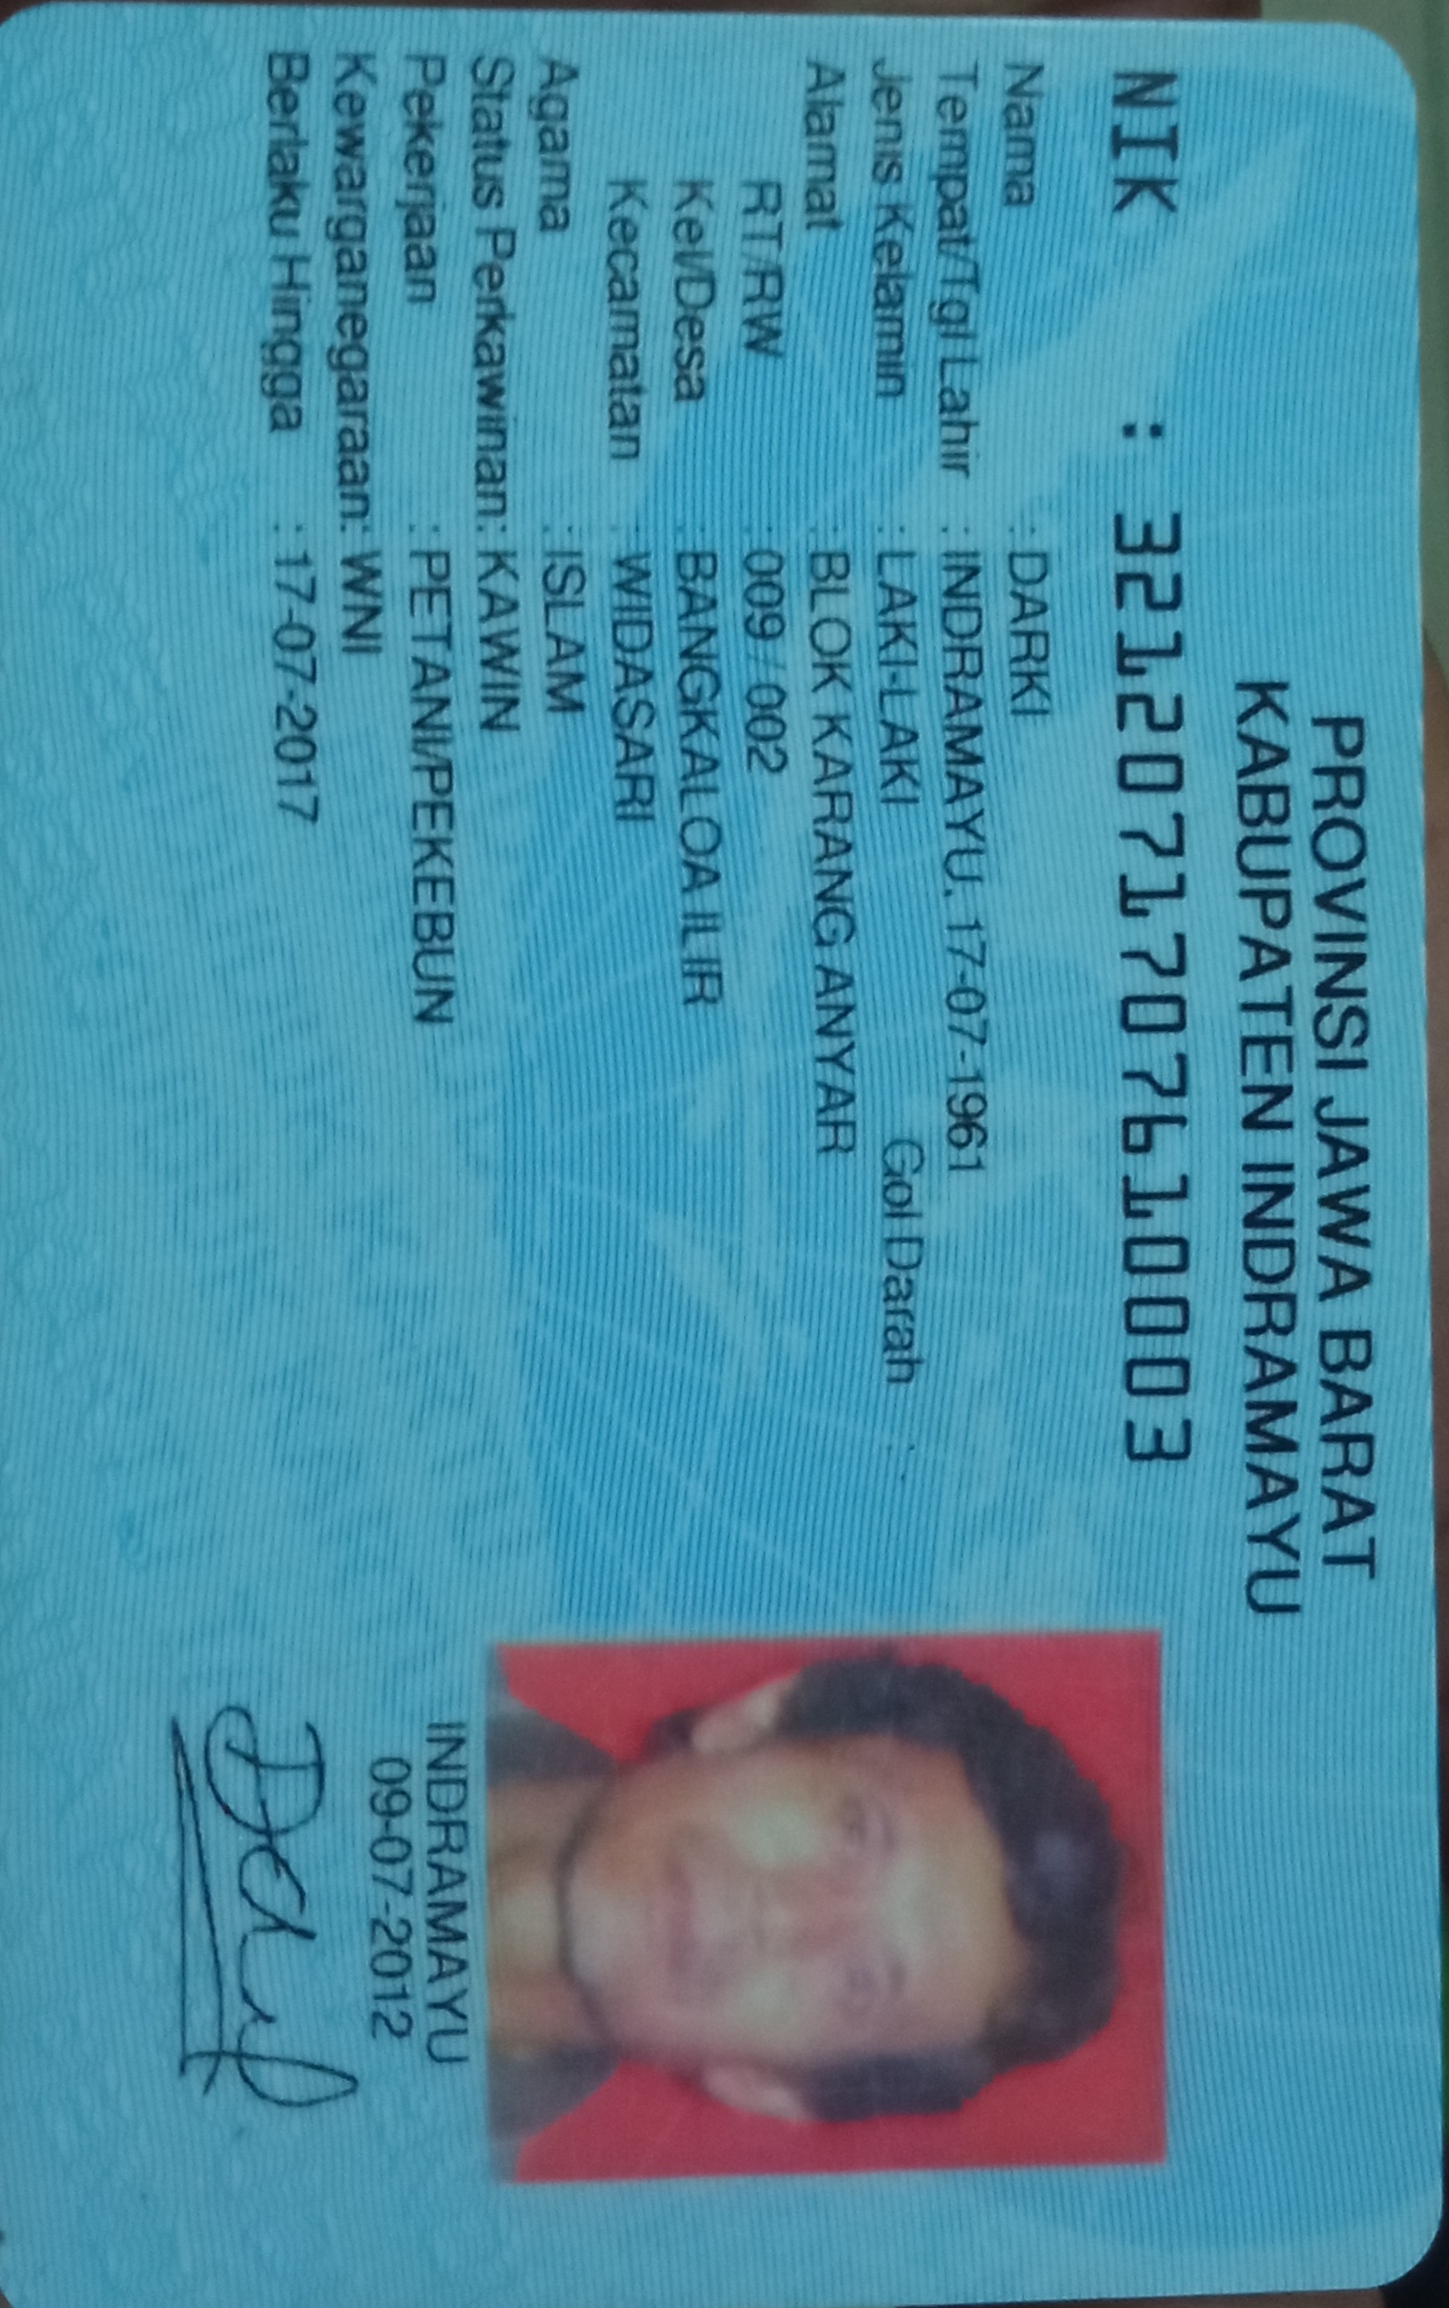 PROVINSI JAWA BARAT
KABUPATEN INDRAMAYU
NIK : 3212071707610003
Nama : DARKI
Tempat/Tgl Lahir : INDRAMAYU, 17-07-1961
Jenis Kelamin : LAKI-LAKI Gol Darah :
Alamat : BLOK KARANG ANYAR
RT/RW : 009 / 002
Kel/Desa : BANGKALOA ILIR
Kecamatan : WIDASARI
Agama : ISLAM
Status Perkawinan: KAWIN
Pekerjaan : PETANI/PEKEBUN
Kewarganegaraan: WNI
Berlaku Hingga : 17-07-2017
INDRAMAYU
09-07-2012